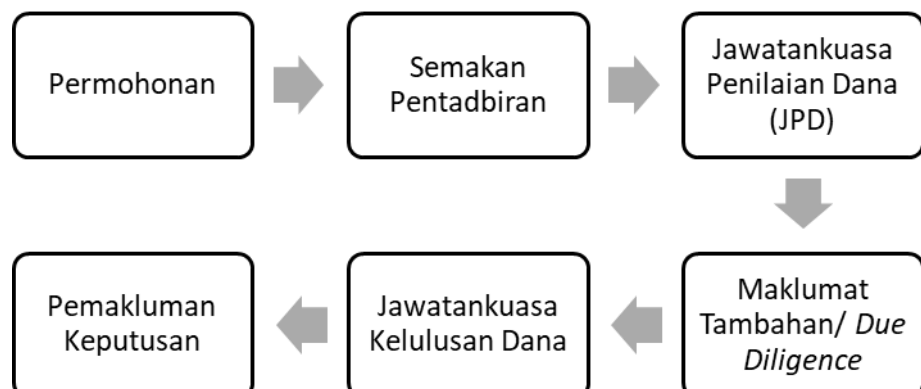 Permohonan
Semakan
Pentadbiran
Jawatankuasa
Penilaian Dana
(JPD)
Maklumat
Tambahan/ Due
Diligence
Jawatankuasa
Kelulusan Dana
Pemakluman
Keputusan